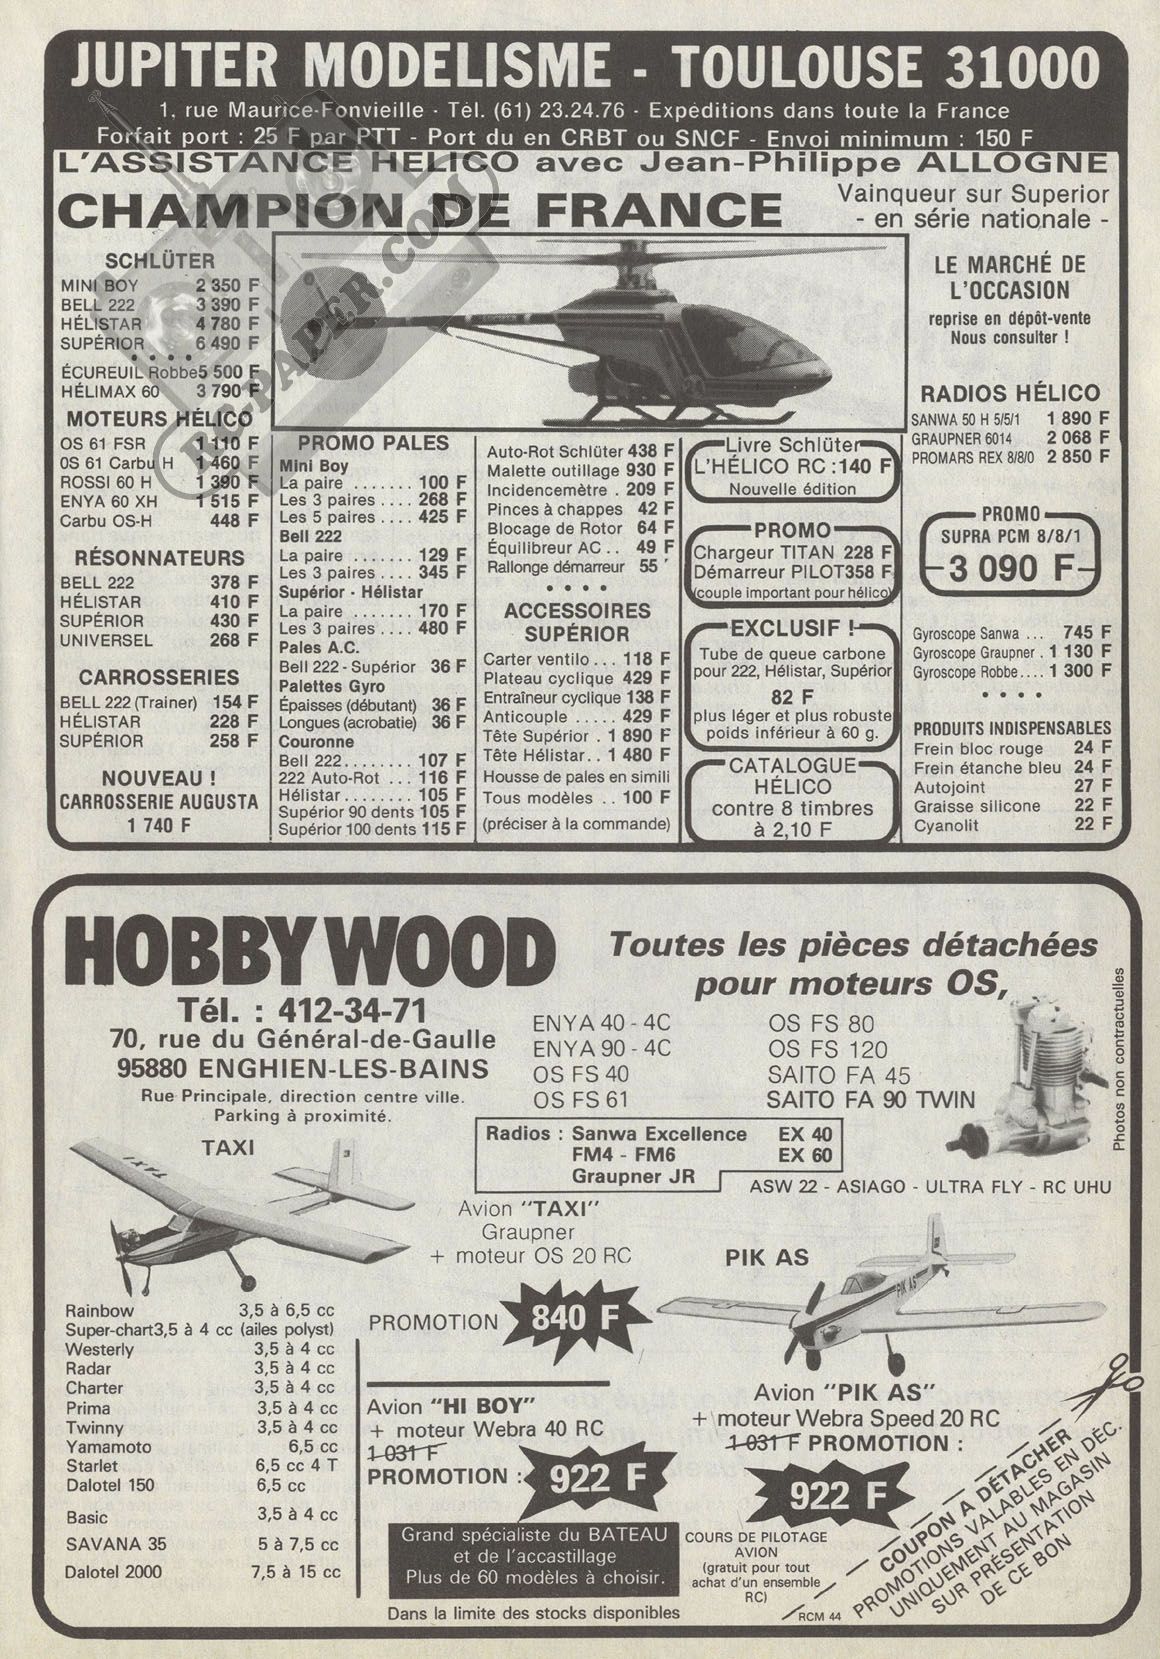 JUPITER MODELISME - TOULOUSE 31000
1, rue Maurice-Fonvieille - Tél. (61) 23.24.76 - Expéditions dans toute la France
Forfait port : 25 F par PTT - Port du en CRBT ou SNCF - Envoi minimum : 150 F
L'ASSISTANCE HELICO avec Jean-Philippe ALLOGNE
CHAMPION DE FRANCE
Vainqueur sur Superior
- en série nationale -
RCPAPER.COM
SCHLÜTER
MINI BOY 2 350 F
BELL 222 3 390 F
HÉLISTAR 4 780 F
SUPÉRIOR 6 490 F
• • • •
ÉCUREUIL Robbe5 500 F
HÉLIMAX 60 3 790 F
MOTEURS HÉLICO
OS 61 FSR 1 110 F
0S 61 Carbu H 1 460 F
ROSSI 60 H 1 390 F
ENYA 60 XH 1 515 F
Carbu OS-H 448 F
RÉSONNATEURS
BELL 222 378 F
HÉLISTAR 410 F
SUPÉRIOR 430 F
UNIVERSEL 268 F
CARROSSERIES
BELL 222 (Trainer) 154 F
HÉLISTAR 228 F
SUPÉRIOR 258 F
NOUVEAU !
CARROSSERIE AUGUSTA
1 740 F
PROMO PALES
Mini Boy
La paire ....... 100 F
Les 3 paires .... 268 F
Les 5 paires .... 425 F
Bell 222
La paire ....... 129 F
Les 3 paires .... 345 F
Supérior - Hélistar
La paire ....... 170 F
Les 3 paires .... 480 F
Pales A.C.
Bell 222 - Supérior 36 F
Palettes Gyro
Épaisses (débutant) 36 F
Longues (acrobatie) 36 F
Couronne
Bell 222....... 107 F
222 Auto-Rot ... 116 F
Hélistar ........ 105 F
Supérior 90 dents 105 F
Supérior 100 dents 115 F
Auto-Rot Schlüter 438 F
Malette outillage 930 F
Incidencemètre . 209 F
Pinces à chappes 42 F
Blocage de Rotor 64 F
Équilibreur AC .. 49 F
Rallonge démarreur 55
• • • •
ACCESSOIRES
SUPÉRIOR
Carter ventilo ... 118 F
Plateau cyclique 429 F
Entraîneur cyclique 138 F
Anticouple ..... 429 F
Tête Supérior . 1 890 F
Tête Hélistar.. 1 480 F
Housse de pales en simili
Tous modèles .. 100 F
(préciser à la commande)
Livre Schlüter
L'HÉLICO RC : 140 F
Nouvelle édition
PROMO
Chargeur TITAN 228 F
Démarreur PILOT358 F
(couple important pour hélico)
EXCLUSIF !
Tube de queue carbone
pour 222, Hélistar, Supérior
82 F
plus léger et plus robuste
poids inférieur à 60 g.
CATALOGUE
HÉLICO
contre 8 timbres
à 2,10 F
LE MARCHÉ DE
L'OCCASION
reprise en dépôt-vente
Nous consulter !
RADIOS HÉLICO
SANWA 50 H 5/5/1 1 890 F
GRAUPNER 6014 2 068 F
PROMARS REX 8/8/0 2 850 F
PROMO
SUPRA PCM 8/8/1
3 090 F
Gyroscope Sanwa ... 745 F
Gyroscope Graupner . 1 130 F
Gyroscope Robbe.... 1 300 F
• • • •
PRODUITS INDISPENSABLES
Frein bloc rouge 24 F
Frein étanche bleu 24 F
Autojoint 27 F
Graisse silicone 22 F
Cyanolit 22 F
HOBBY WOOD
Tél. : 412-34-71
70, rue du Général-de-Gaulle
95880 ENGHIEN-LES-BAINS
Rue Principale, direction centre ville.
Parking à proximité.
Toutes les pièces détachées
pour moteurs OS,
ENYA 40 - 4C OS FS 80
ENYA 90 - 4C OS FS 120
OS FS 40 SAITO FA 45
OS FS 61 SAITO FA 90 TWIN
Photos non contractuelles
Radios : Sanwa Excellence EX 40
FM4 - FM6 EX 60
Graupner JR
ASW 22 - ASIAGO - ULTRA FLY - RC UHU
TAXI
TAXI
Avion "TAXI"
Graupner
+ moteur OS 20 RC
PROMOTION 840 F
PIK AS
PIK AS
Rainbow 3,5 à 6,5 cc
Super-chart3,5 à 4 cc (ailes polyst)
Westerly 3,5 à 4 cc
Radar 3,5 à 4 cc
Charter 3,5 à 4 cc
Prima 3,5 à 4 cc
Twinny 3,5 à 4 cc
Yamamoto 6,5 cc
Starlet 6,5 cc 4 T
Dalotel 150 6,5 cc
Basic 3,5 à 4 cc
SAVANA 35 5 à 7,5 cc
Dalotel 2000 7,5 à 15 cc
Avion "HI BOY"
+ moteur Webra 40 RC
1 031 F
PROMOTION : 922 F
Avion "PIK AS"
+ moteur Webra Speed 20 RC
1 031 F PROMOTION :
922 F
Grand spécialiste du BATEAU
et de l'accastillage
Plus de 60 modèles à choisir.
Dans la limite des stocks disponibles
COURS DE PILOTAGE
AVION
(gratuit pour tout
achat d'un ensemble
RC)
COUPON A DÉTACHER
PROMOTIONS VALABLES EN DÉC.
UNIQUEMENT AU MAGASIN
SUR PRÉSENTATION
DE CE BON
RCM 44